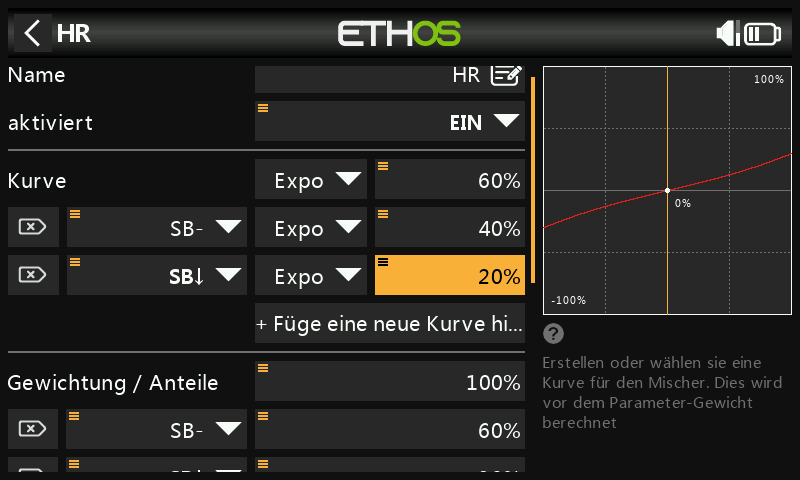 HR
ETHOS
Name
HR
aktiviert
EIN
Kurve
Expo
60%
SB-
Expo
40%
SB↓
Expo
20%
+ Füge eine neue Kurve hi...
Gewichtung / Anteile
100%
SB-
60%
100%
0%
-100%
?
Erstellen oder wählen sie eine
Kurve für den Mischer. Dies wird
vor dem Parameter-Gewicht
berechnet